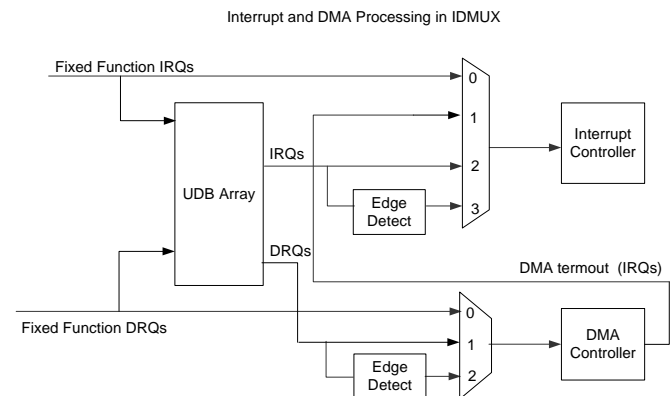 Interrupt and DMA Processing in IDMUX
Fixed Function IRQs
0
1
Interrupt
Controller
IRQs
2
UDB Array
Edge
Detect
3
DRQs
DMA termout (IRQs)
Fixed Function DRQs
0
1
DMA
Controller
Edge
Detect
2